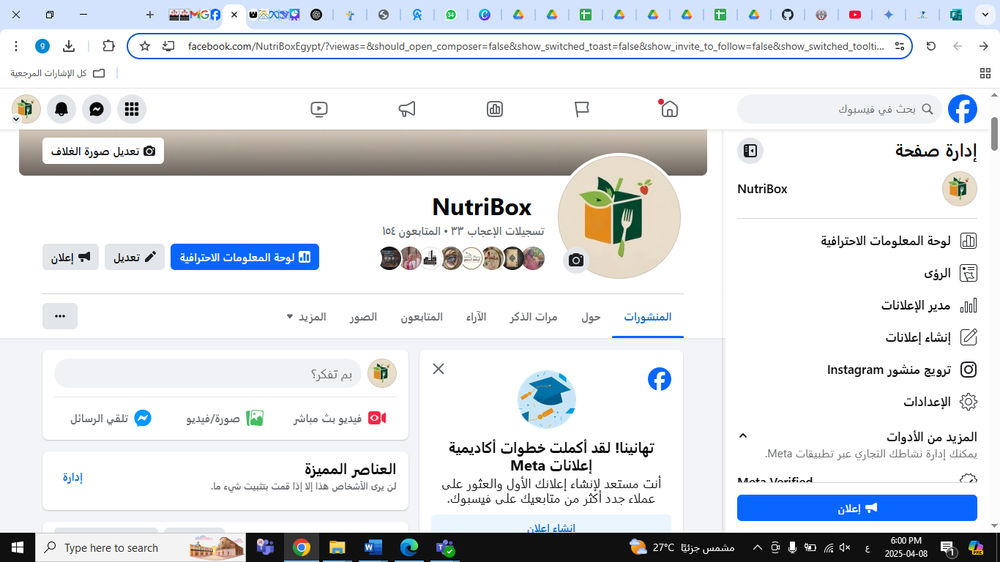 facebook.com/NutriBoxEgypt/?viewas=&should_open_composer=false&show_switched_toast=false&show_invite_to_follow=false&show_switched_toolti...
كل الإشارات المرجعية
بحث في فيسبوك
إدارة صفحة
NutriBox
لوحة المعلومات الاحترافية
الرؤى
مدير الإعلانات
إنشاء إعلانات
ترويج منشور Instagram
الإعدادات
المزيد من الأدوات
يمكنك إدارة نشاطك التجاري عبر تطبيقات Meta.
Meta Verified
إعلان
تعديل صورة الغلاف
NutriBox
تسجيلات الإعجاب ٣٣ • المتابعون ١٥٤
لوحة المعلومات الاحترافية
تعديل
إعلان
المنشورات
حول
مرات الذكر
الآراء
المتابعون
الصور
المزيد
تهانينا! لقد أكملت خطوات أكاديمية
إعلانات Meta
أنت مستعد لإنشاء إعلانك الأول والعثور على
عملاء جدد أكثر من متابعيك على فيسبوك.
إنشاء إعلان
بم تفكر؟
فيديو بث مباشر
صورة/فيديو
تلقي الرسائل
العناصر المميزة
إدارة
لن يرى الأشخاص هذا إلا إذا قمت بتثبيت شيء ما.
Type here to search
27°C مشمس جزئيًا
ع
6:00 PM
2025-04-08
1